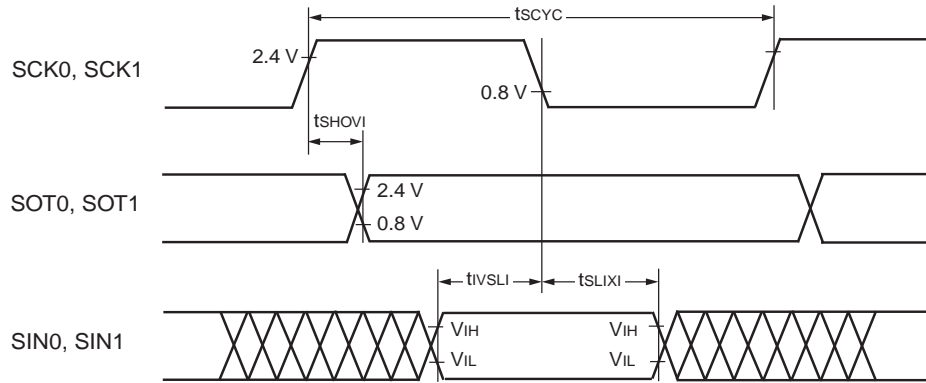 tSCYC
SCK0, SCK1
2.4 V
0.8 V
tSHOVI
SOT0, SOT1
2.4 V
0.8 V
tIVSLI
tSLIXI
SIN0, SIN1
VIH
VIH
VIL
VIL